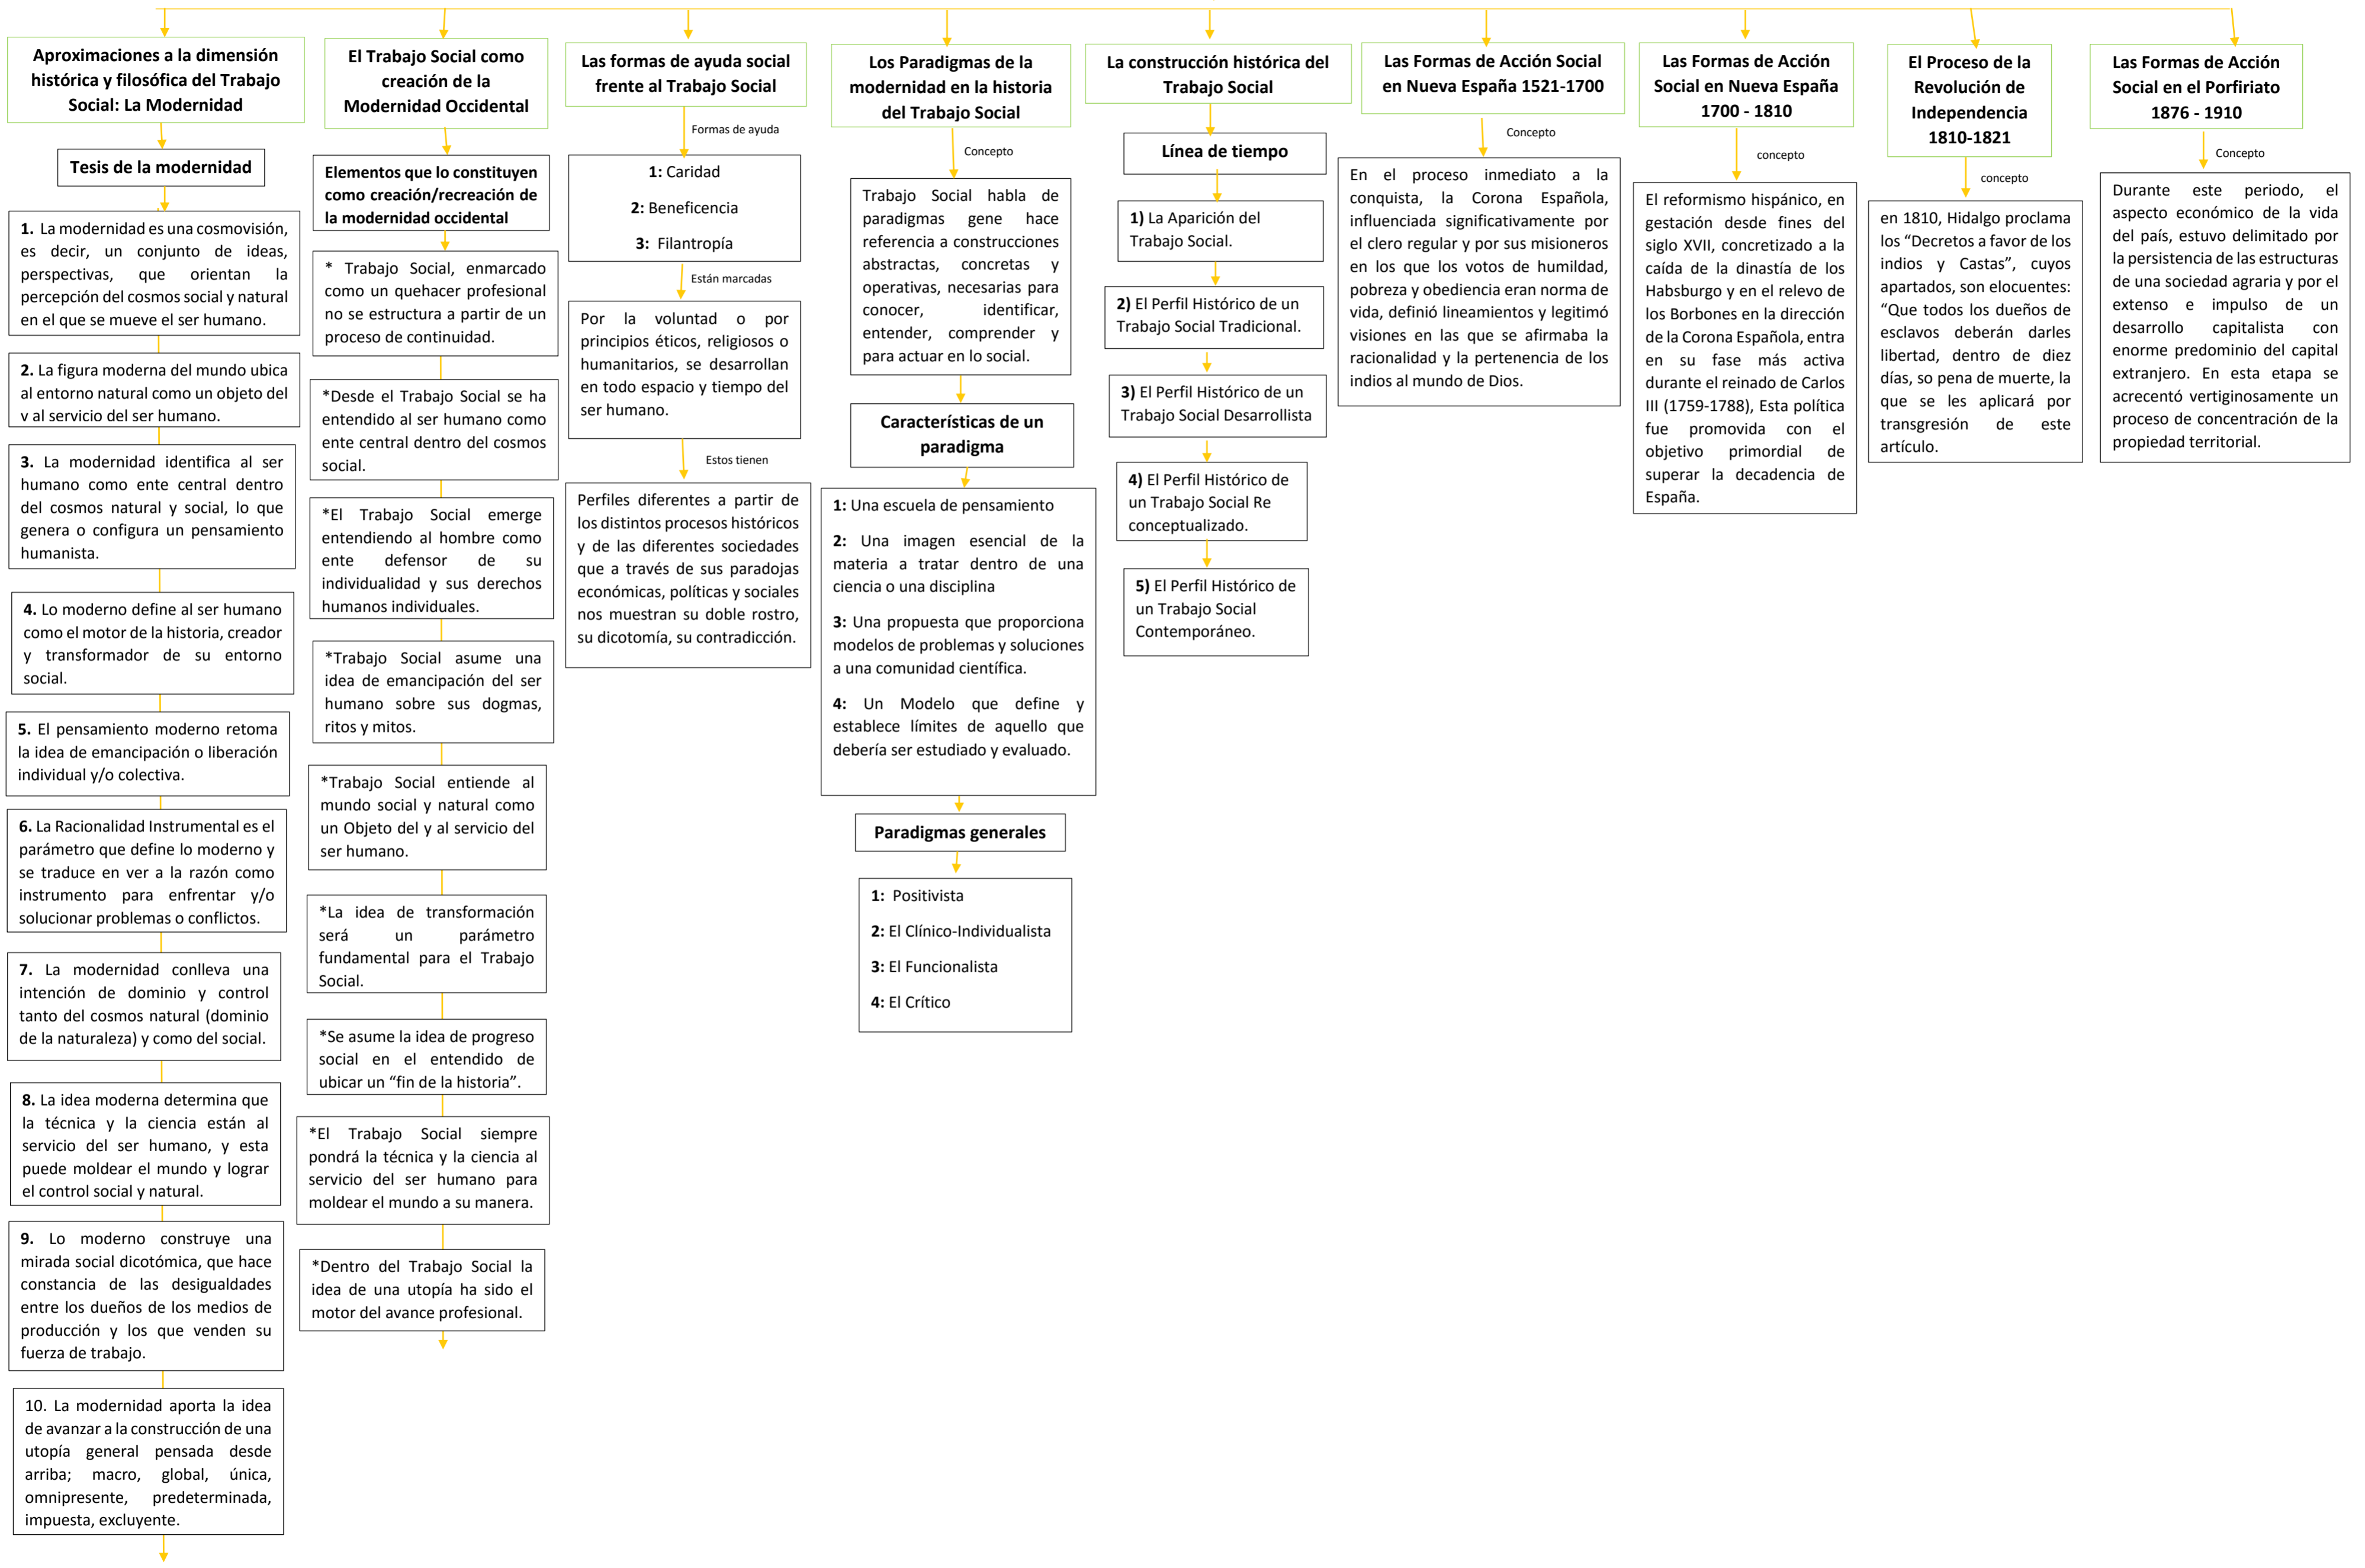 Aproximaciones a la dimensión
histórica y filosófica del Trabajo
Social: La Modernidad
Tesis de la modernidad
1. La modernidad es una cosmovisión,
es decir, un conjunto de ideas,
perspectivas, que orientan la
percepción del cosmos social y natural
en el que se mueve el ser humano.
2. La figura moderna del mundo ubica
al entorno natural como un objeto del
v al servicio del ser humano.
3. La modernidad identifica al ser
humano como ente central dentro
del cosmos natural y social, lo que
genera o configura un pensamiento
humanista.
4. Lo moderno define al ser humano
como el motor de la historia, creador
y transformador de su entorno
social.
5. El pensamiento moderno retoma
la idea de emancipación o liberación
individual y/o colectiva.
6. La Racionalidad Instrumental es el
parámetro que define lo moderno y
se traduce en ver a la razón como
instrumento para enfrentar y/o
solucionar problemas o conflictos.
7. La modernidad conlleva una
intención de dominio y control
tanto del cosmos natural (dominio
de la naturaleza) y como del social.
8. La idea moderna determina que
la técnica y la ciencia están al
servicio del ser humano, y esta
puede moldear el mundo y lograr
el control social y natural.
9. Lo moderno construye una
mirada social dicotómica, que hace
constancia de las desigualdades
entre los dueños de los medios de
producción y los que venden su
fuerza de trabajo.
10. La modernidad aporta la idea
de avanzar a la construcción de una
utopía general pensada desde
arriba; macro, global, única,
omnipresente, predeterminada,
impuesta, excluyente.
El Trabajo Social como
creación de la
Modernidad Occidental
Elementos que lo constituyen
como creación/recreación de
la modernidad occidental
* Trabajo Social, enmarcado
como un quehacer profesional
no se estructura a partir de un
proceso de continuidad.
*Desde el Trabajo Social se ha
entendido al ser humano como
ente central dentro del cosmos
social.
*El Trabajo Social emerge
entendiendo al hombre como
ente defensor de su
individualidad y sus derechos
humanos individuales.
*Trabajo Social asume una
idea de emancipación del ser
humano sobre sus dogmas,
ritos y mitos.
*Trabajo Social entiende al
mundo social y natural como
un Objeto del y al servicio del
ser humano.
*La idea de transformación
será un parámetro
fundamental para el Trabajo
Social.
*Se asume la idea de progreso
social en el entendido de
ubicar un “fin de la historia”.
*El Trabajo Social siempre
pondrá la técnica y la ciencia al
servicio del ser humano para
moldear el mundo a su manera.
*Dentro del Trabajo Social la
idea de una utopía ha sido el
motor del avance profesional.
Las formas de ayuda social
frente al Trabajo Social
Formas de ayuda
1: Caridad
2: Beneficencia
3: Filantropía
Están marcadas
Por la voluntad o por
principios éticos, religiosos o
humanitarios, se desarrollan
en todo espacio y tiempo del
ser humano.
Estos tienen
Perfiles diferentes a partir de
los distintos procesos históricos
y de las diferentes sociedades
que a través de sus paradojas
económicas, políticas y sociales
nos muestran su doble rostro,
su dicotomía, su contradicción.
Los Paradigmas de la
modernidad en la historia
del Trabajo Social
Concepto
Trabajo Social habla de
paradigmas gene hace
referencia a construcciones
abstractas, concretas y
operativas, necesarias para
conocer, identificar,
entender, comprender y
para actuar en lo social.
Características de un
paradigma
1: Una escuela de pensamiento
2: Una imagen esencial de la
materia a tratar dentro de una
ciencia o una disciplina
3: Una propuesta que proporciona
modelos de problemas y soluciones
a una comunidad científica.
4: Un Modelo que define y
establece límites de aquello que
debería ser estudiado y evaluado.
Paradigmas generales
1: Positivista
2: El Clínico-Individualista
3: El Funcionalista
4: El Crítico
La construcción histórica del
Trabajo Social
Línea de tiempo
1) La Aparición del
Trabajo Social.
2) El Perfil Histórico de un
Trabajo Social Tradicional.
3) El Perfil Histórico de un
Trabajo Social Desarrollista
4) El Perfil Histórico de
un Trabajo Social Re
conceptualizado.
5) El Perfil Histórico de
un Trabajo Social
Contemporáneo.
Las Formas de Acción Social
en Nueva España 1521-1700
Concepto
En el proceso inmediato a la
conquista, la Corona Española,
influenciada significativamente por
el clero regular y por sus misioneros
en los que los votos de humildad,
pobreza y obediencia eran norma de
vida, definió lineamientos y legitimó
visiones en las que se afirmaba la
racionalidad y la pertenencia de los
indios al mundo de Dios.
Las Formas de Acción
Social en Nueva España
1700 - 1810
concepto
El reformismo hispánico, en
gestación desde fines del
siglo XVII, concretizado a la
caída de la dinastía de los
Habsburgo y en el relevo de
los Borbones en la dirección
de la Corona Española, entra
en su fase más activa
durante el reinado de Carlos
III (1759-1788), Esta política
fue promovida con el
objetivo primordial de
superar la decadencia de
España.
El Proceso de la
Revolución de
Independencia
1810-1821
concepto
en 1810, Hidalgo proclama
los “Decretos a favor de los
indios y Castas”, cuyos
apartados, son elocuentes:
“Que todos los dueños de
esclavos deberán darles
libertad, dentro de diez
días, so pena de muerte, la
que se les aplicará por
transgresión de este
artículo.
Las Formas de Acción
Social en el Porfiriato
1876 - 1910
Concepto
Durante este periodo, el
aspecto económico de la vida
del país, estuvo delimitado por
la persistencia de las estructuras
de una sociedad agraria y por el
extenso e impulso de un
desarrollo capitalista con
enorme predominio del capital
extranjero. En esta etapa se
acrecentó vertiginosamente un
proceso de concentración de la
propiedad territorial.